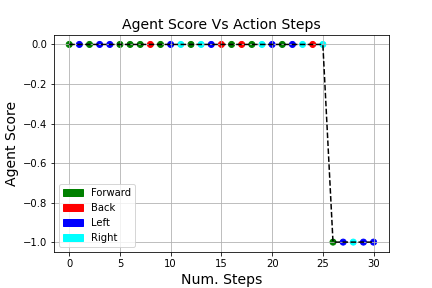 Agent Score Vs Action Steps
0.0
−0.2
−0.4
−0.6
−0.8
−1.0
Agent Score
Forward
Back
Left
Right
0 5 10 15 20 25 30
Num. Steps